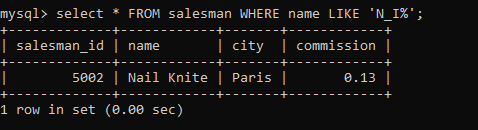 mysql> select * FROM salesman WHERE name LIKE 'N_I%';
+-------------+------------+-------+------------+
| salesman_id | name       | city  | commission |
+-------------+------------+-------+------------+
|        5002 | Nail Knite | Paris |       0.13 |
+-------------+------------+-------+------------+
1 row in set (0.00 sec)